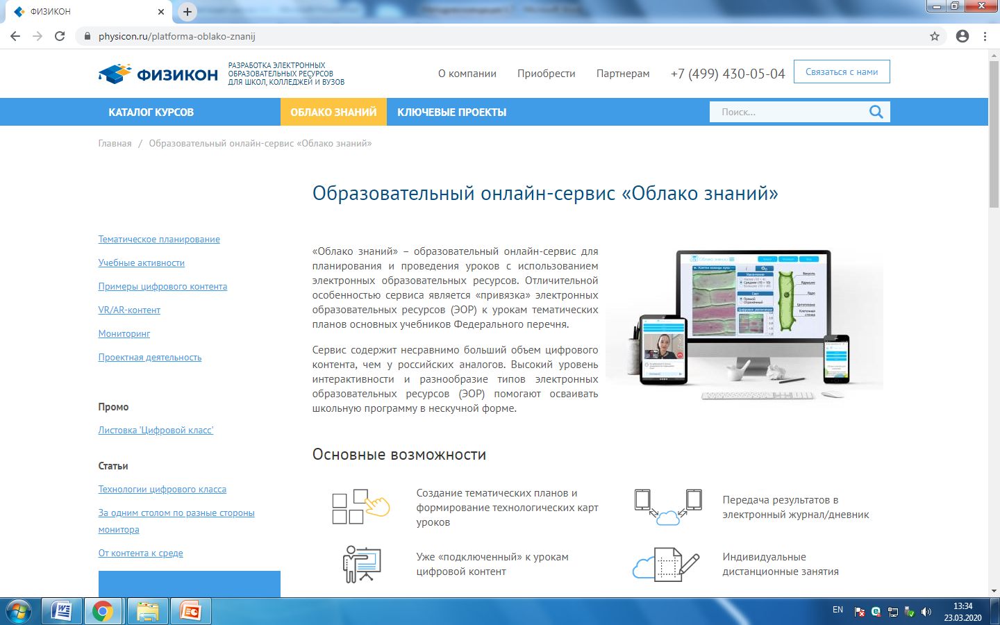 ФИЗИКОН
physicon.ru/platforma-oblako-znanij
ФИЗИКОН
РАЗРАБОТКА ЭЛЕКТРОННЫХ
ОБРАЗОВАТЕЛЬНЫХ РЕСУРСОВ
ДЛЯ ШКОЛ, КОЛЛЕДЖЕЙ И ВУЗОВ
О компании
Приобрести
Партнерам
+7 (499) 430-05-04
Связаться с нами
КАТАЛОГ КУРСОВ
ОБЛАКО ЗНАНИЙ
КЛЮЧЕВЫЕ ПРОЕКТЫ
Поиск...
Главная / Образовательный онлайн-сервис «Облако знаний»
Образовательный онлайн-сервис «Облако знаний»
Тематическое планирование
Учебные активности
Примеры цифрового контента
VR/AR-контент
Мониторинг
Проектная деятельность
Промо
Листовка 'Цифровой класс'
Статьи
Технологии цифрового класса
За одним столом по разные стороны
монитора
От контента к среде
«Облако знаний» – образовательный онлайн-сервис для
планирования и проведения уроков с использованием
электронных образовательных ресурсов. Отличительной
особенностью сервиса является «привязка» электронных
образовательных ресурсов (ЭОР) к урокам тематических
планов основных учебников Федерального перечня.
Сервис содержит несравнимо больший объем цифрового
контента, чем у российских аналогов. Высокий уровень
интерактивности и разнообразие типов электронных
образовательных ресурсов (ЭОР) помогают осваивать
школьную программу в нескучной форме.
Облако знаний
Вакуоль
Ядрышко
Ядро
Цитоплазма
Клеточная
стенка
Основные возможности
Создание тематических планов и
формирование технологических карт
уроков
Передача результатов в
электронный журнал/дневник
Уже «подключенный» к урокам
цифровой контент
Индивидуальные
дистанционные занятия
EN
13:34
23.03.2020